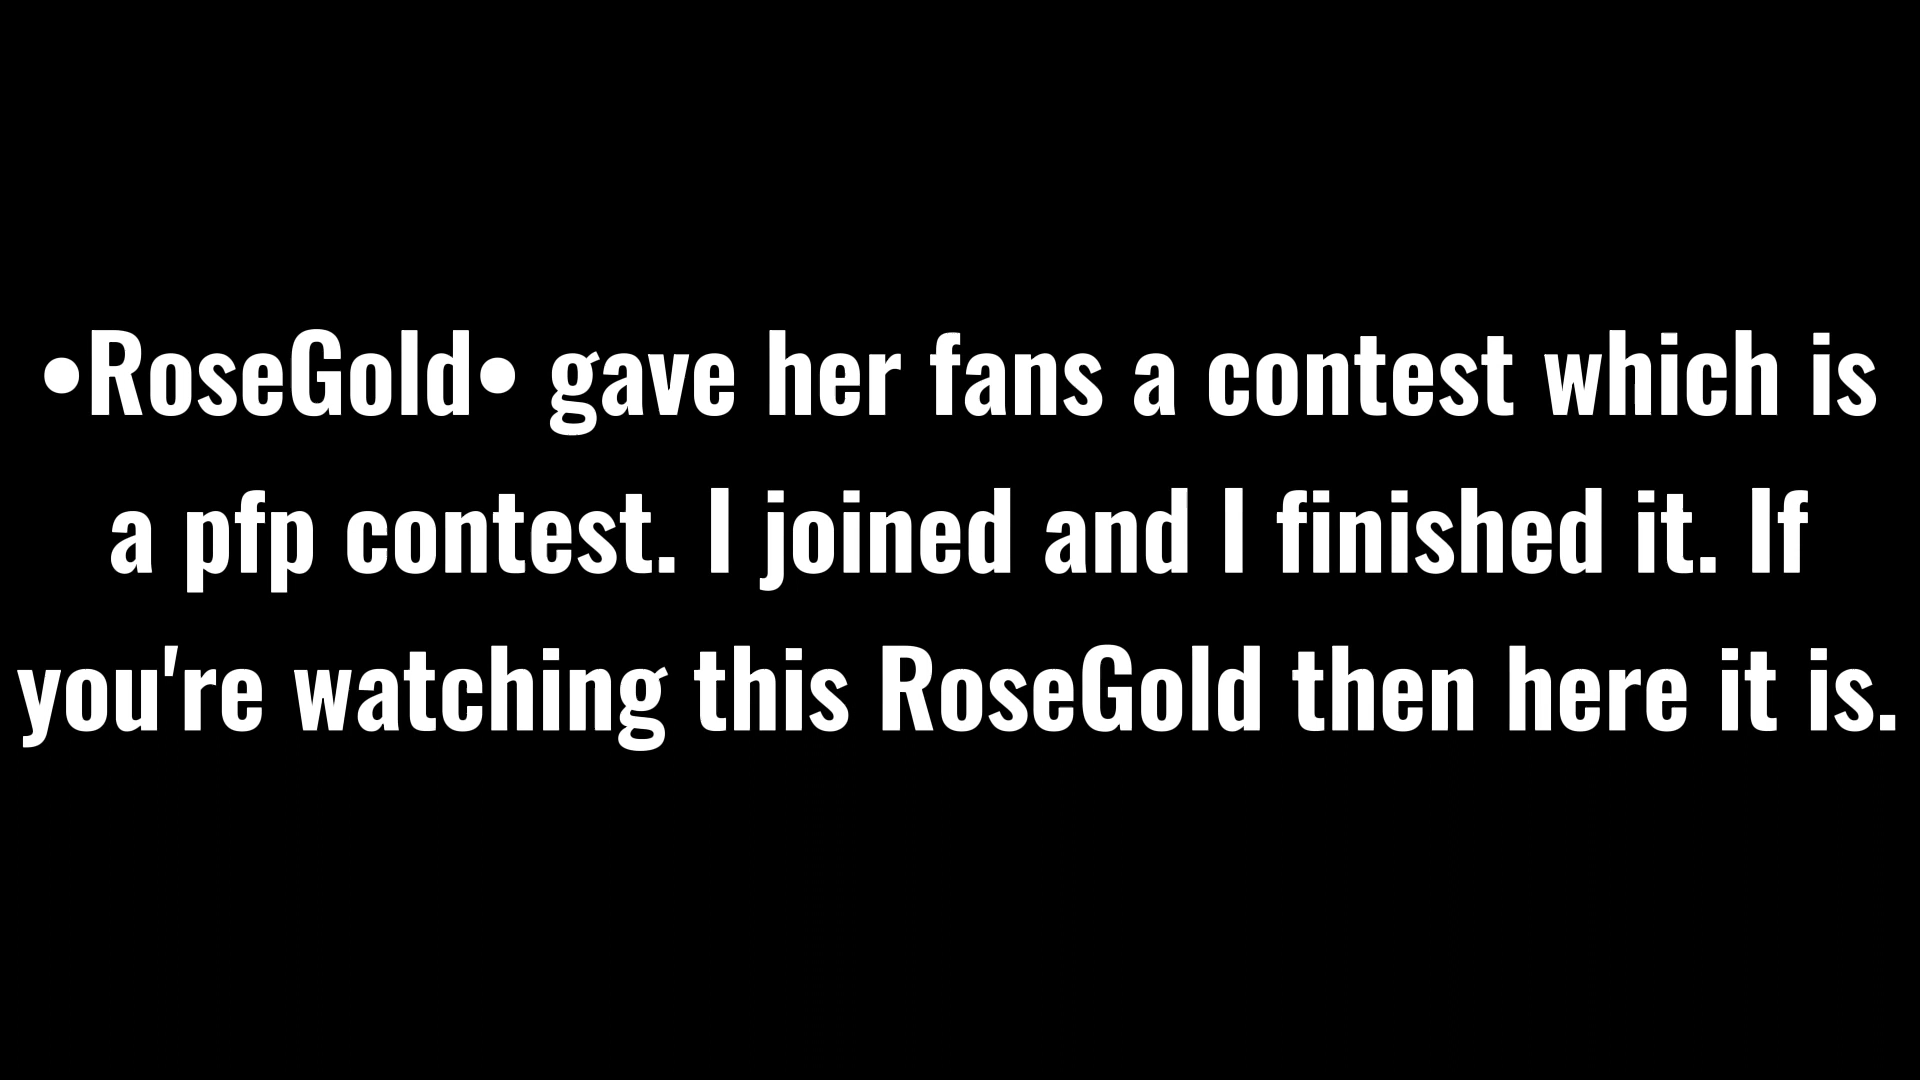 •RoseGold• gave her fans a contest which is
a pfp contest. I joined and I finished it. If
you're watching this RoseGold then here it is.